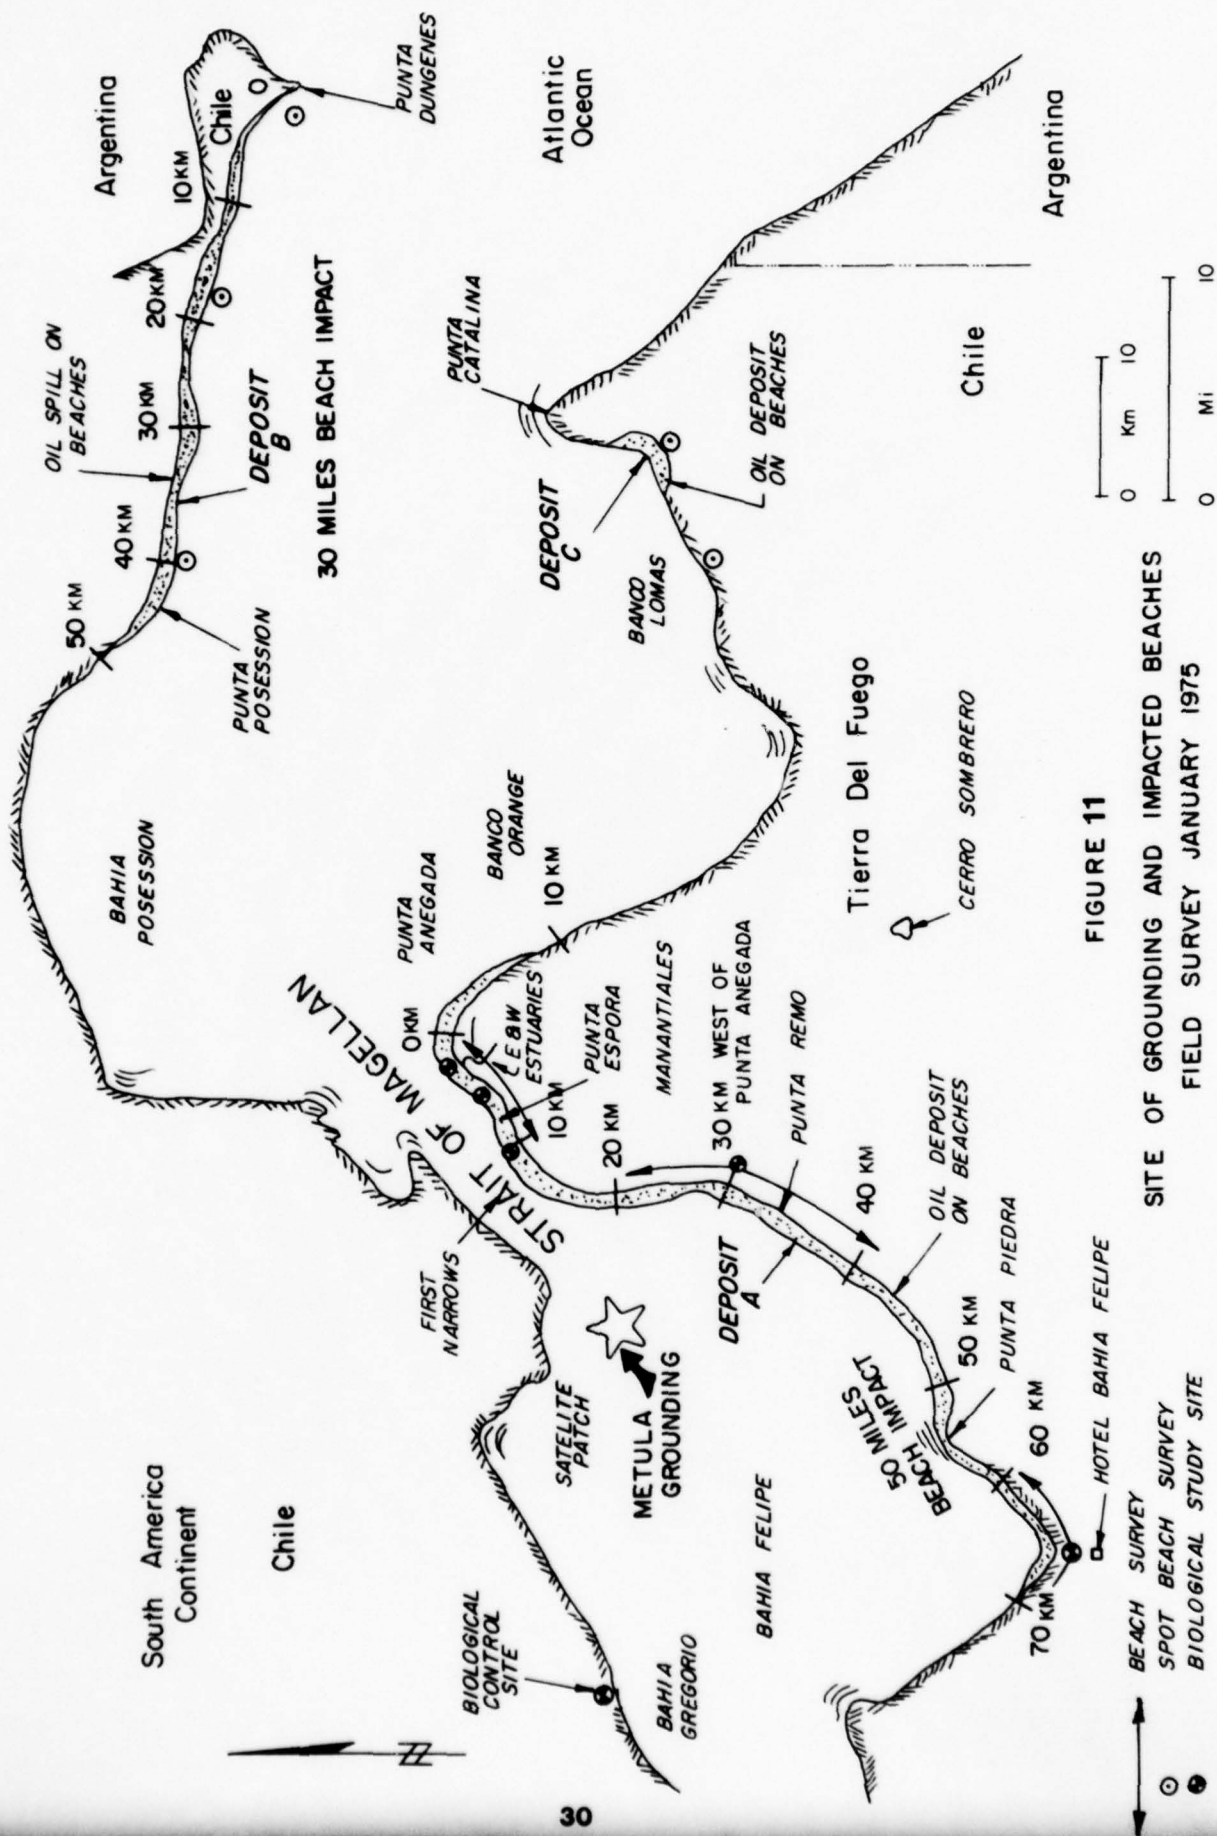 South America
Continent
Chile
Argentina
Chile
10 KM
20 KM
30 KM
40 KM
50 KM
OIL SPILL ON
BEACHES
DEPOSIT
B
30 MILES BEACH IMPACT
PUNTA
DUNGENES
PUNTA
POSESSION
BAHIA
POSESSION
Atlantic
Ocean
PUNTA
CATALINA
DEPOSIT
C
BANCO
LOMAS
OIL DEPOSIT
ON BEACHES
Argentina
Chile
STRAIT OF MAGELLAN
FIRST
NARROWS
PUNTA
ANEGADA
BANCO
ORANGE
0 KM
10 KM
E & W
ESTUARIES
PUNTA
ESPORA
10 KM
MANANTIALES
20 KM
30 KM WEST OF
PUNTA ANEGADA
PUNTA REMO
40 KM
DEPOSIT
A
OIL DEPOSIT
ON BEACHES
Tierra Del Fuego
CERRO SOMBRERO
SATELITE
PATCH
METULA
GROUNDING
BIOLOGICAL
CONTROL
SITE
BAHIA
GREGORIO
BAHIA FELIPE
50 MILES
BEACH IMPACT
50 KM
PUNTA PIEDRA
60 KM
70 KM
HOTEL BAHIA FELIPE
N
BEACH SURVEY
SPOT BEACH SURVEY
BIOLOGICAL STUDY SITE
0 Km 10
0 Mi 10
FIGURE 11
SITE OF GROUNDING AND IMPACTED BEACHES
FIELD SURVEY JANUARY 1975
30